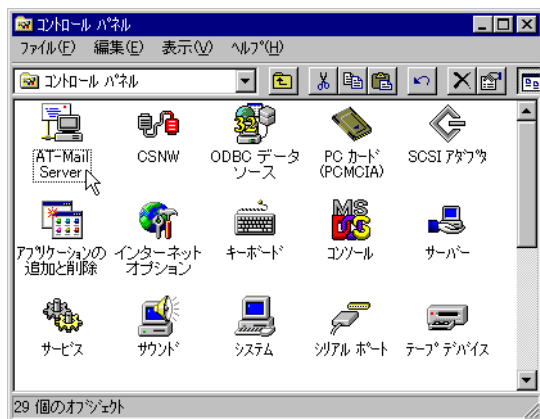 コントロール パネル
ファイル(F) 編集(E) 表示(V) ヘルプ(H)
コントロール パネル
AT-Mail
Server
CSNW
ODBC データ
ソース
PC カード
(PCMCIA)
SCSI アダプタ
アプリケーションの
追加と削除
インターネット
オプション
キーボード
MS
DOS
コンソール
サーバー
サービス
サウンド
システム
シリアル ポート
テープ デバイス
29 個のオブジェクト